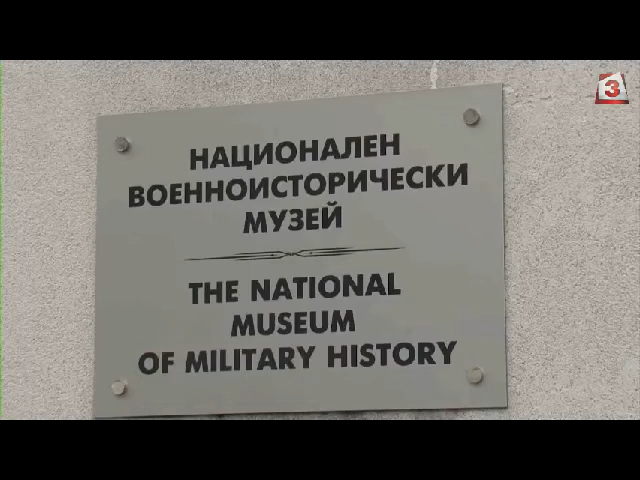 3
НАЦИОНАЛЕН
ВОЕННОИСТОРИЧЕСКИ
МУЗЕЙ
THE NATIONAL
MUSEUM
OF MILITARY HISTORY